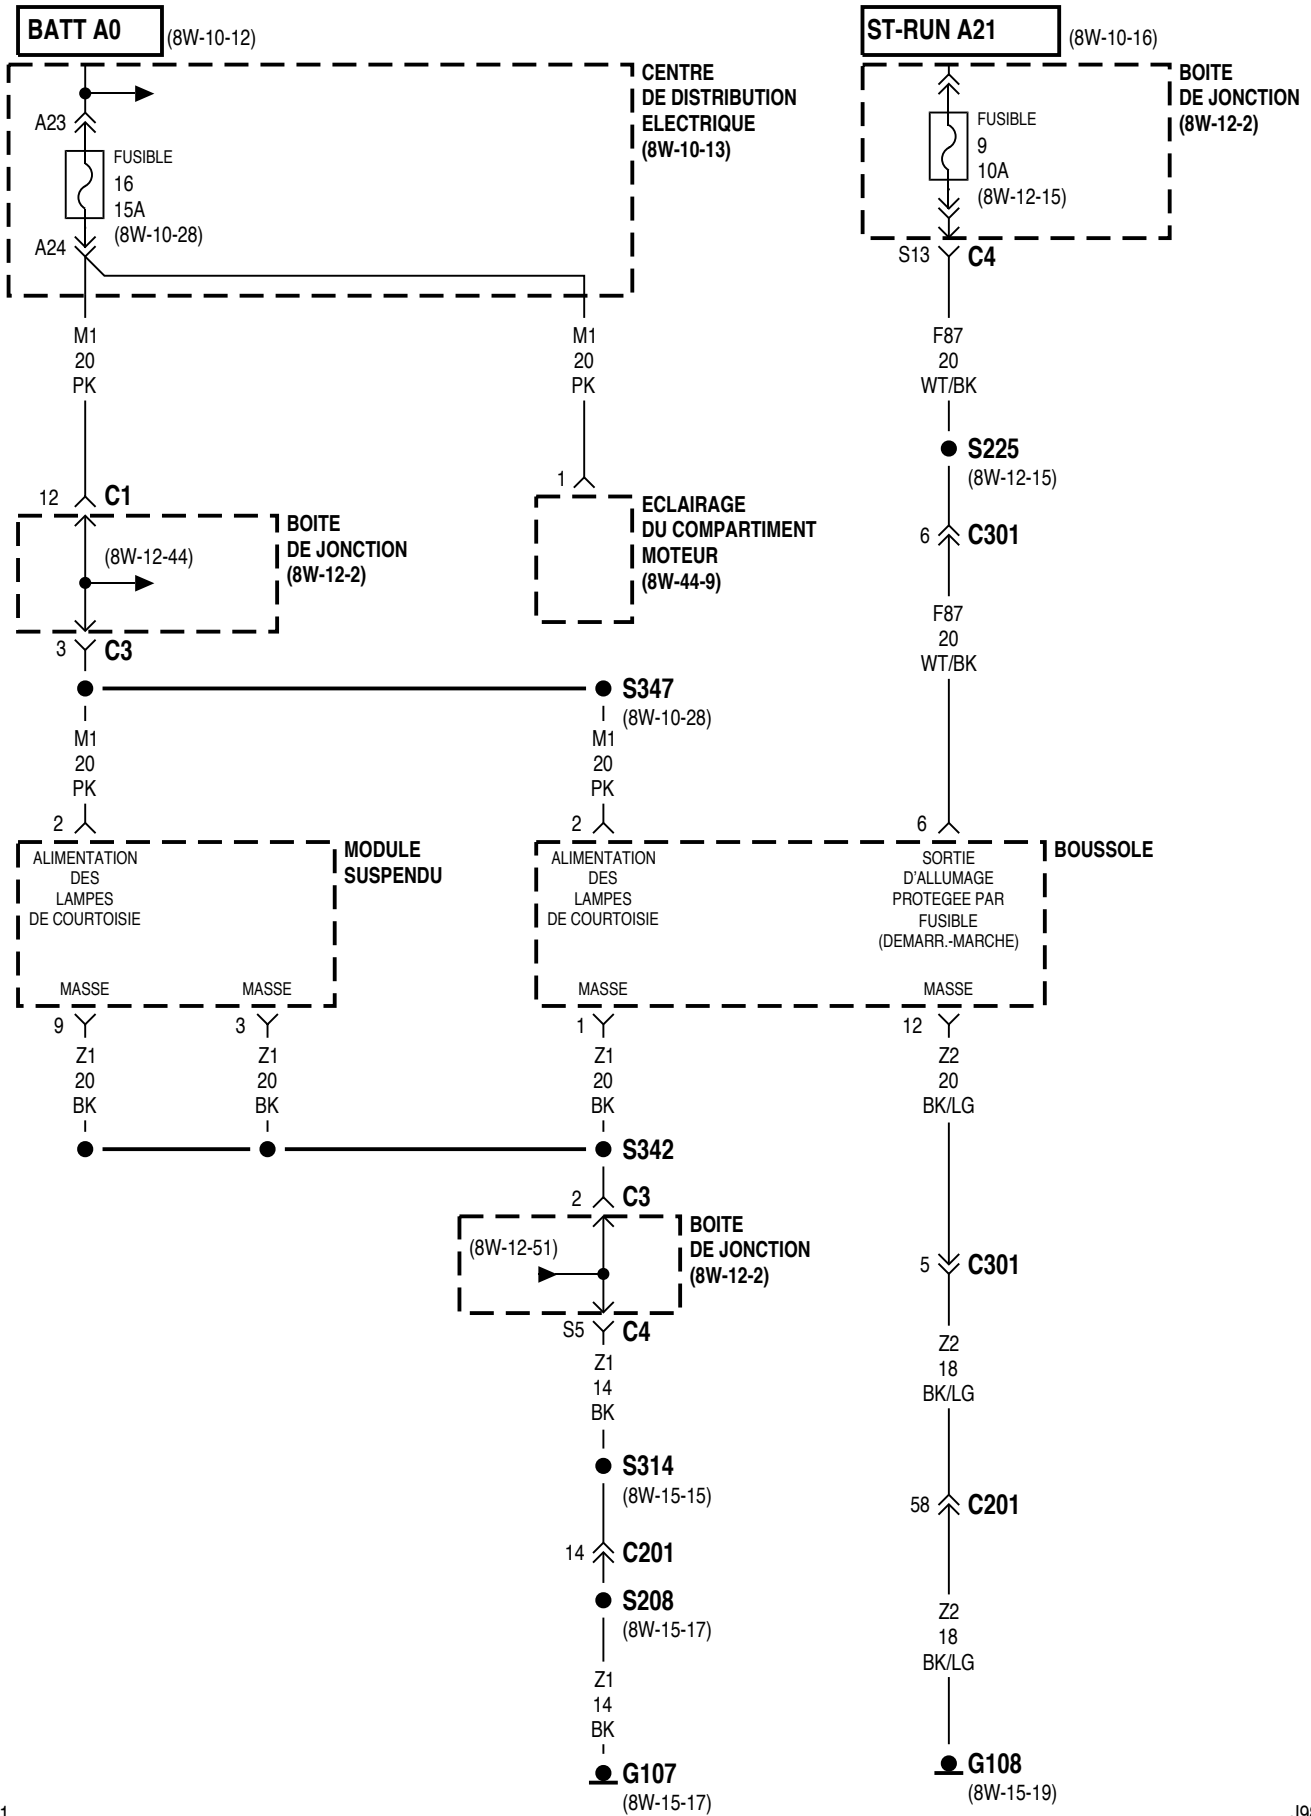 BATT A0
(8W-10-12)
ST-RUN A21
(8W-10-16)
CENTRE
DE DISTRIBUTION
ELECTRIQUE
(8W-10-13)
BOITE
DE JONCTION
(8W-12-2)
A23
FUSIBLE
16
15A
(8W-10-28)
A24
FUSIBLE
9
10A
(8W-12-15)
S13
C4
M1
20
PK
M1
20
PK
F87
20
WT/BK
S225
(8W-12-15)
12
C1
1
6
C301
BOITE
DE JONCTION
(8W-12-2)
(8W-12-44)
ECLAIRAGE
DU COMPARTIMENT
MOTEUR
(8W-44-9)
F87
20
WT/BK
3
C3
S347
(8W-10-28)
M1
20
PK
M1
20
PK
2
2
6
ALIMENTATION
DES
LAMPES
DE COURTOISIE
MODULE
SUSPENDU
ALIMENTATION
DES
LAMPES
DE COURTOISIE
SORTIE
D'ALLUMAGE
PROTEGEE PAR
FUSIBLE
(DEMARR.-MARCHE)
BOUSSOLE
MASSE
MASSE
MASSE
MASSE
9
3
1
12
Z1
20
BK
Z1
20
BK
Z1
20
BK
Z2
20
BK/LG
S342
2
C3
(8W-12-51)
BOITE
DE JONCTION
(8W-12-2)
5
C301
S5
C4
Z1
14
BK
Z2
18
BK/LG
S314
(8W-15-15)
58
C201
14
C201
S208
(8W-15-17)
Z2
18
BK/LG
Z1
14
BK
G107
(8W-15-17)
G108
(8W-15-19)